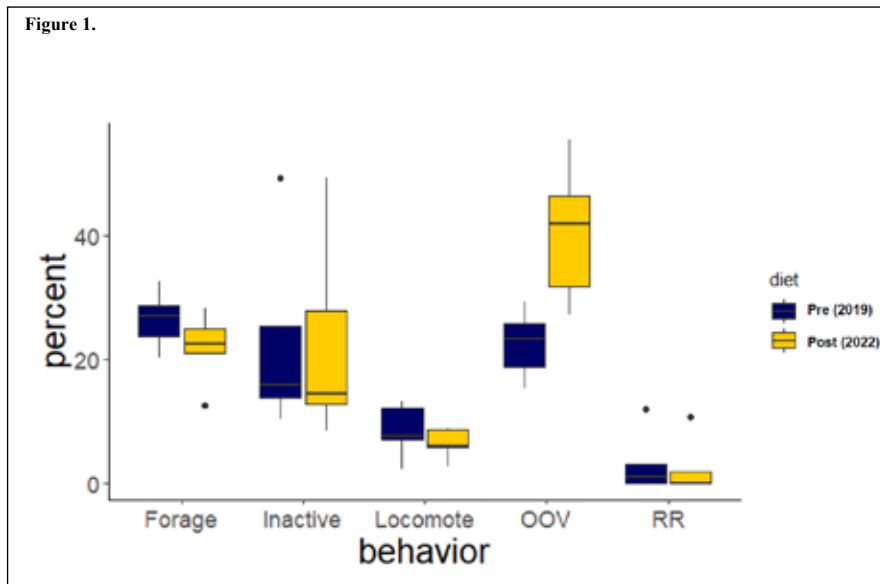 Figure 1.
percent
40
20
0
Forage Inactive Locomote OOV RR
behavior
diet
Pre (2019)
Post (2022)